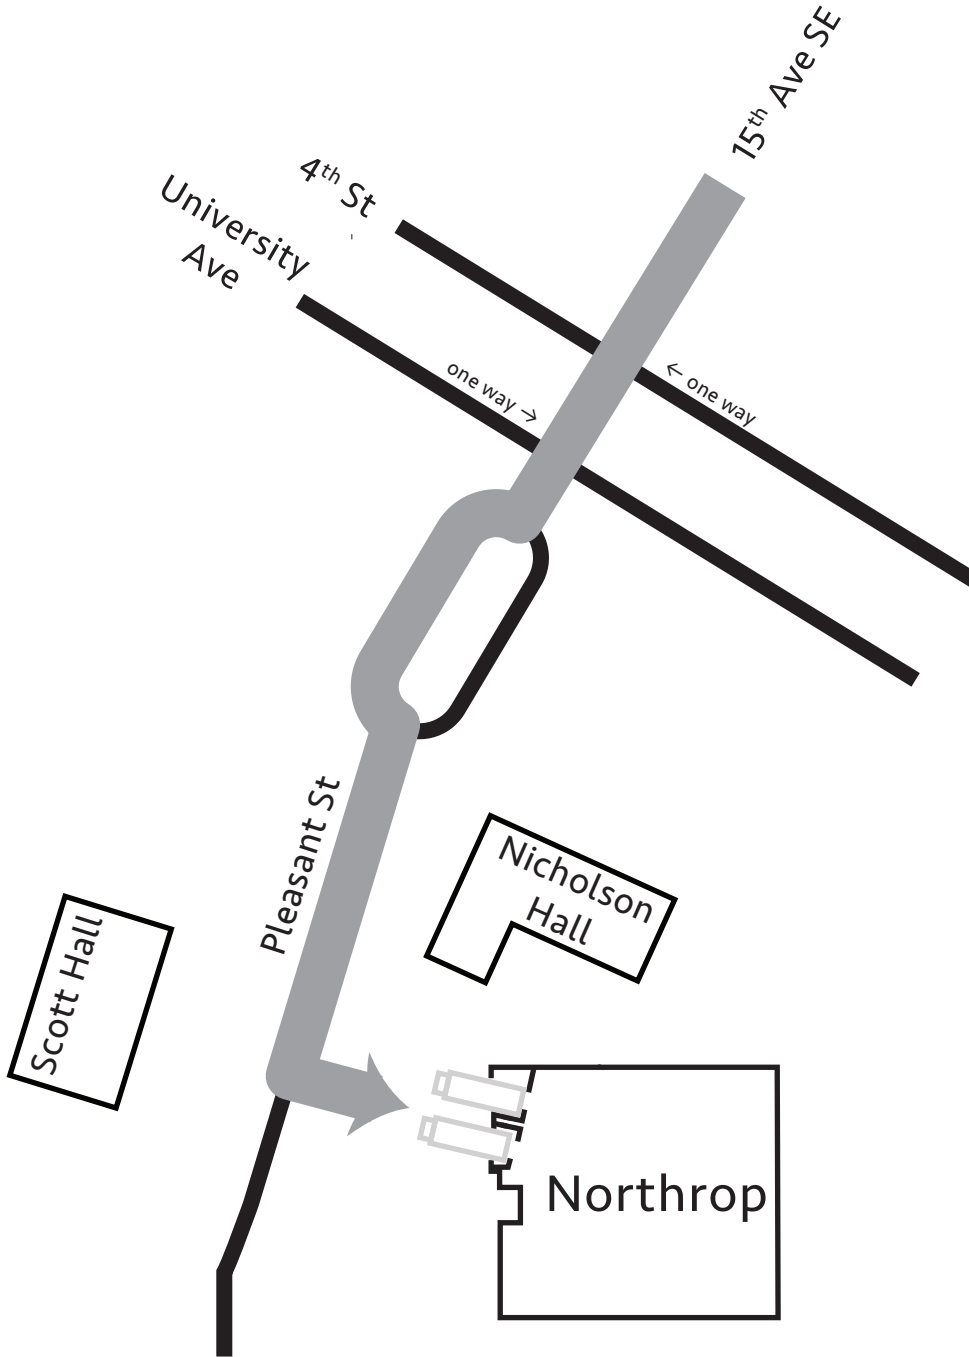 15th Ave SE
4th St
University
Ave
one way →
← one way
Pleasant St
Nicholson
Hall
Scott Hall
Northrop